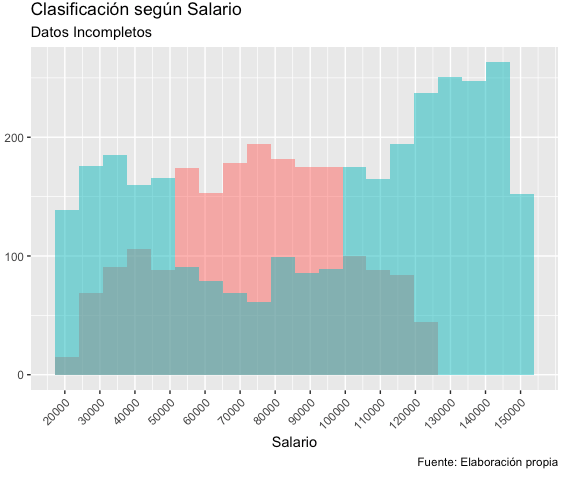 Clasificación según Salario
Datos Incompletos
200
100
0
20000 30000 40000 50000 60000 70000 80000 90000 100000 110000 120000 130000 140000 150000
Salario
Fuente: Elaboración propia